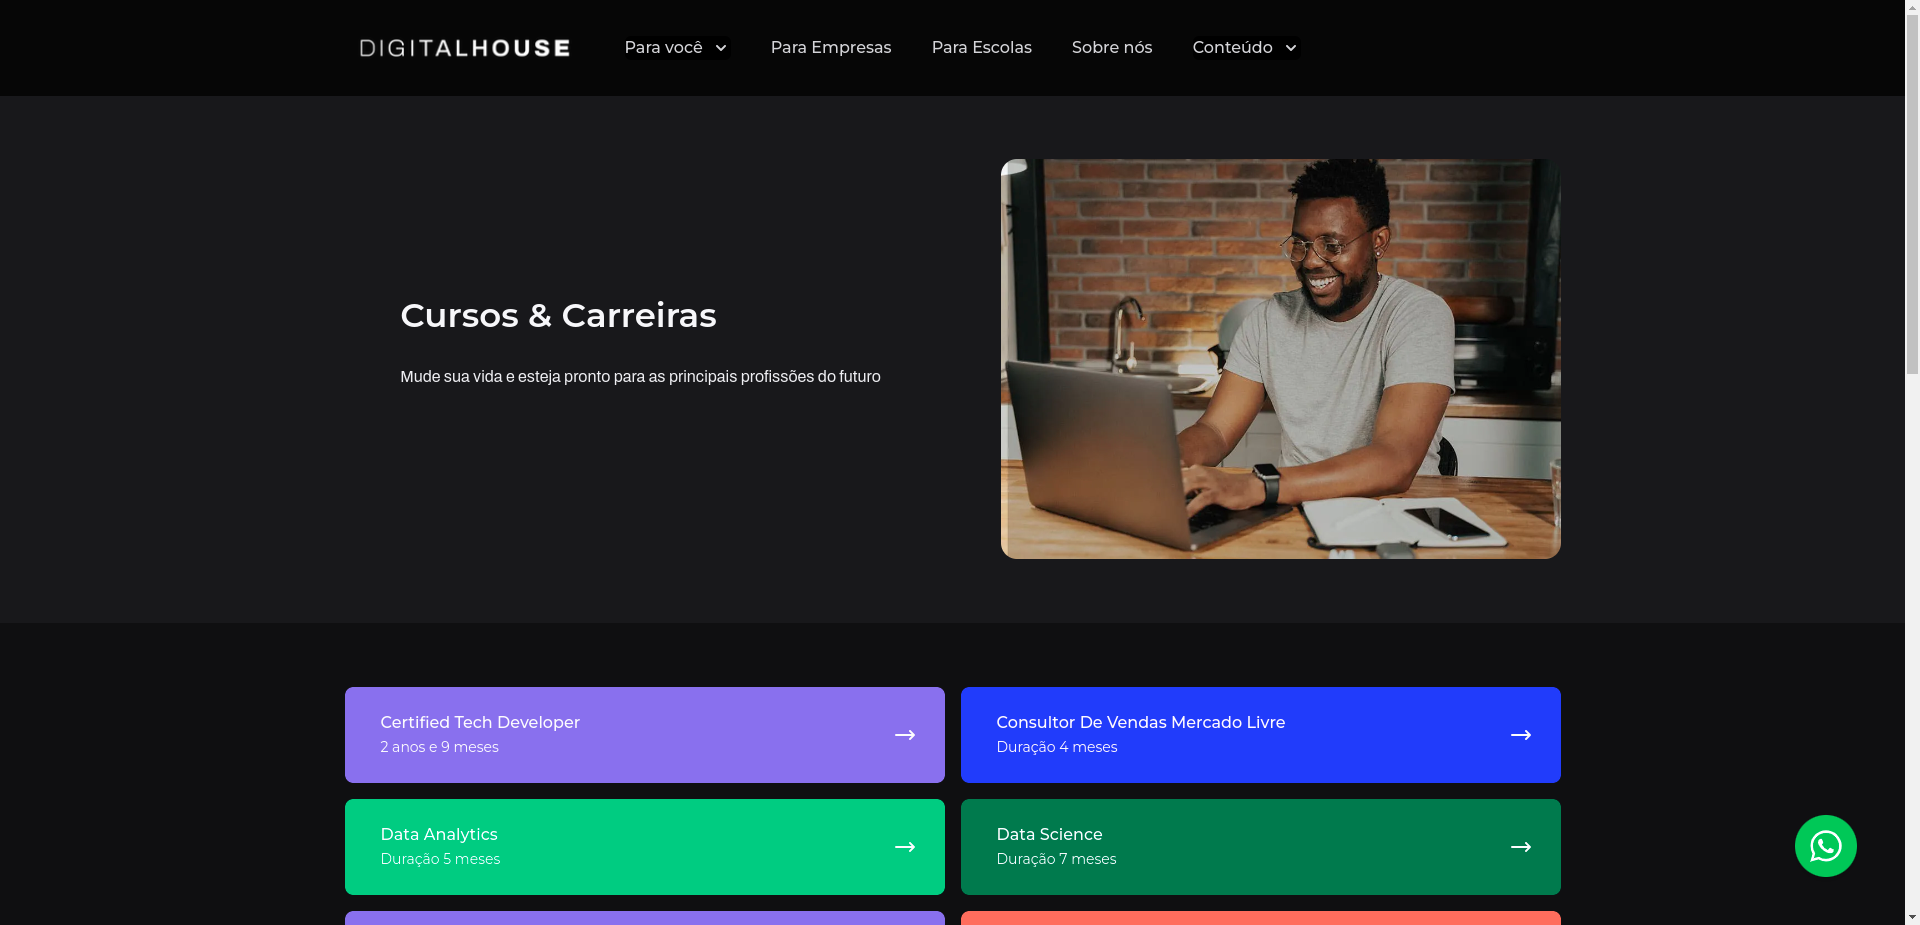 DIGITALHOUSE
Para você
Para Empresas
Para Escolas
Sobre nós
Conteúdo
Cursos & Carreiras
Mude sua vida e esteja pronto para as principais profissões do futuro
Certified Tech Developer
2 anos e 9 meses
Consultor De Vendas Mercado Livre
Duração 4 meses
Data Analytics
Duração 5 meses
Data Science
Duração 7 meses